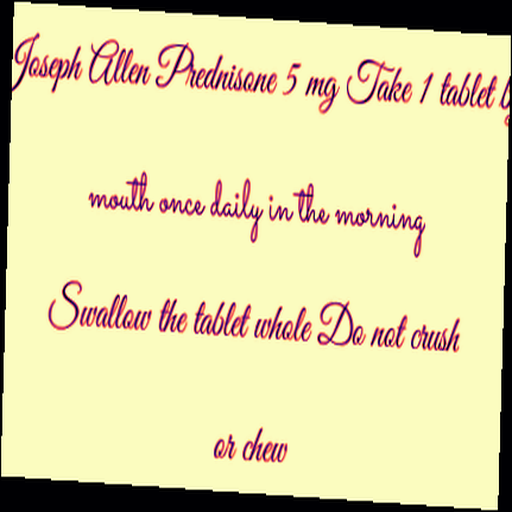 Joseph Allen Prednisone 5 mg Take 1 tablet
mouth once daily in the morning
Swallow the tablet whole Do not crush
or chew